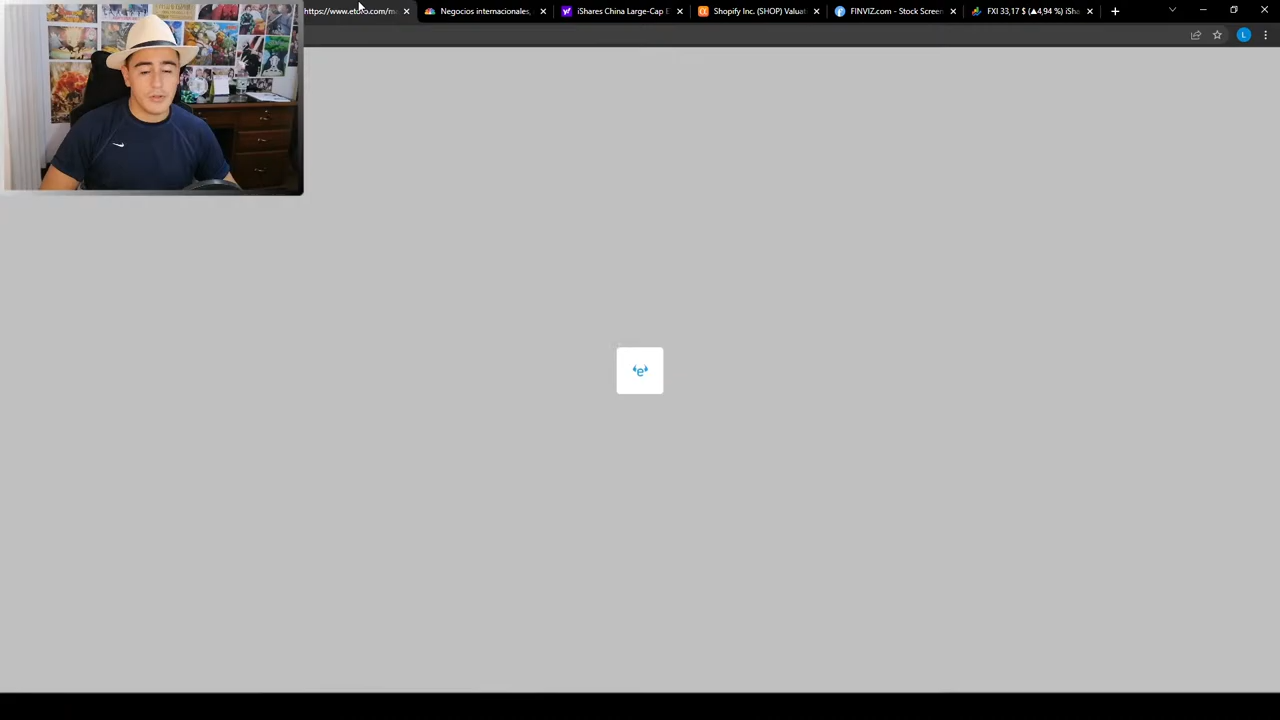 https://www.etoro.com/m
Negocios internacionales,
iShares China Large-Cap
Shopify Inc. (SHOP) Valuat
FINVIZ.com - Stock Screen
FXI 33,17 $ (▲4.94 %) iSha
L
e